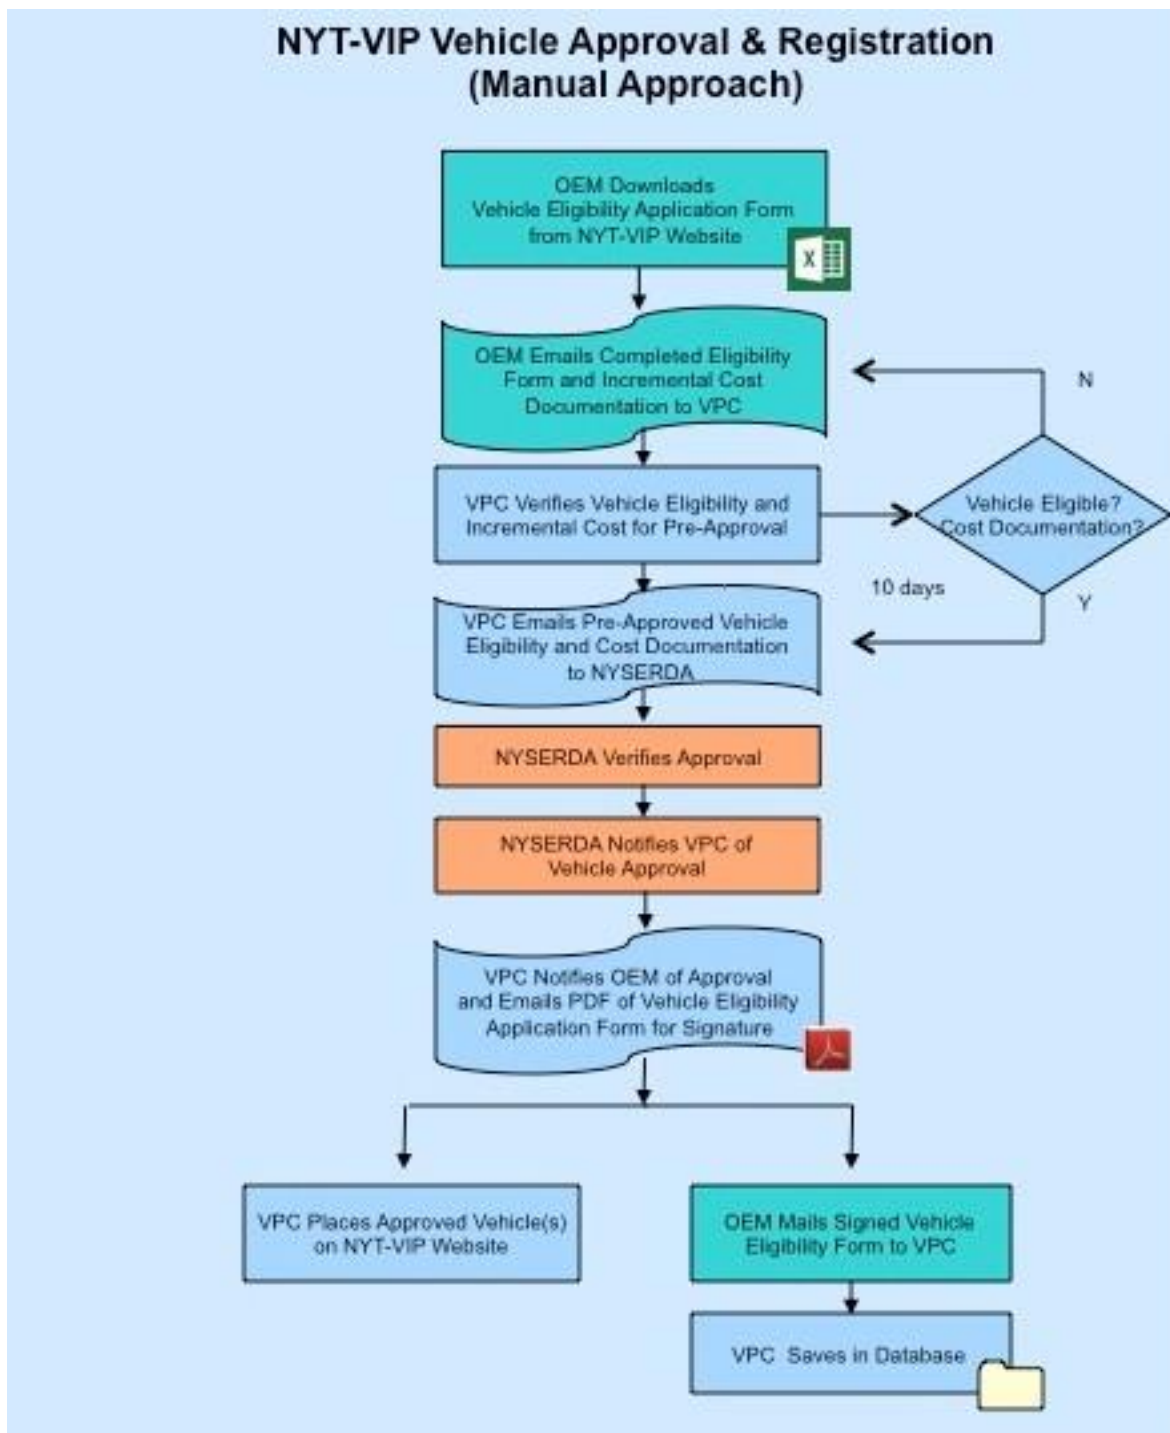 NYT-VIP Vehicle Approval & Registration
(Manual Approach)
OEM Downloads
Vehicle Eligibility Application Form
from NYT-VIP Website
X
OEM Emails Completed Eligibility
Form and Incremental Cost
Documentation to VPC
N
VPC Verifies Vehicle Eligibility and
Incremental Cost for Pre-Approval
Vehicle Eligible?
Cost Documentation?
10 days
Y
VPC Emails Pre-Approved Vehicle
Eligibility and Cost Documentation
to NYSERDA
NYSERDA Verifies Approval
NYSERDA Notifies VPC of
Vehicle Approval
VPC Notifies OEM of Approval
and Emails PDF of Vehicle Eligibility
Application Form for Signature
VPC Places Approved Vehicle(s)
on NYT-VIP Website
OEM Mails Signed Vehicle
Eligibility Form to VPC
VPC Saves in Database